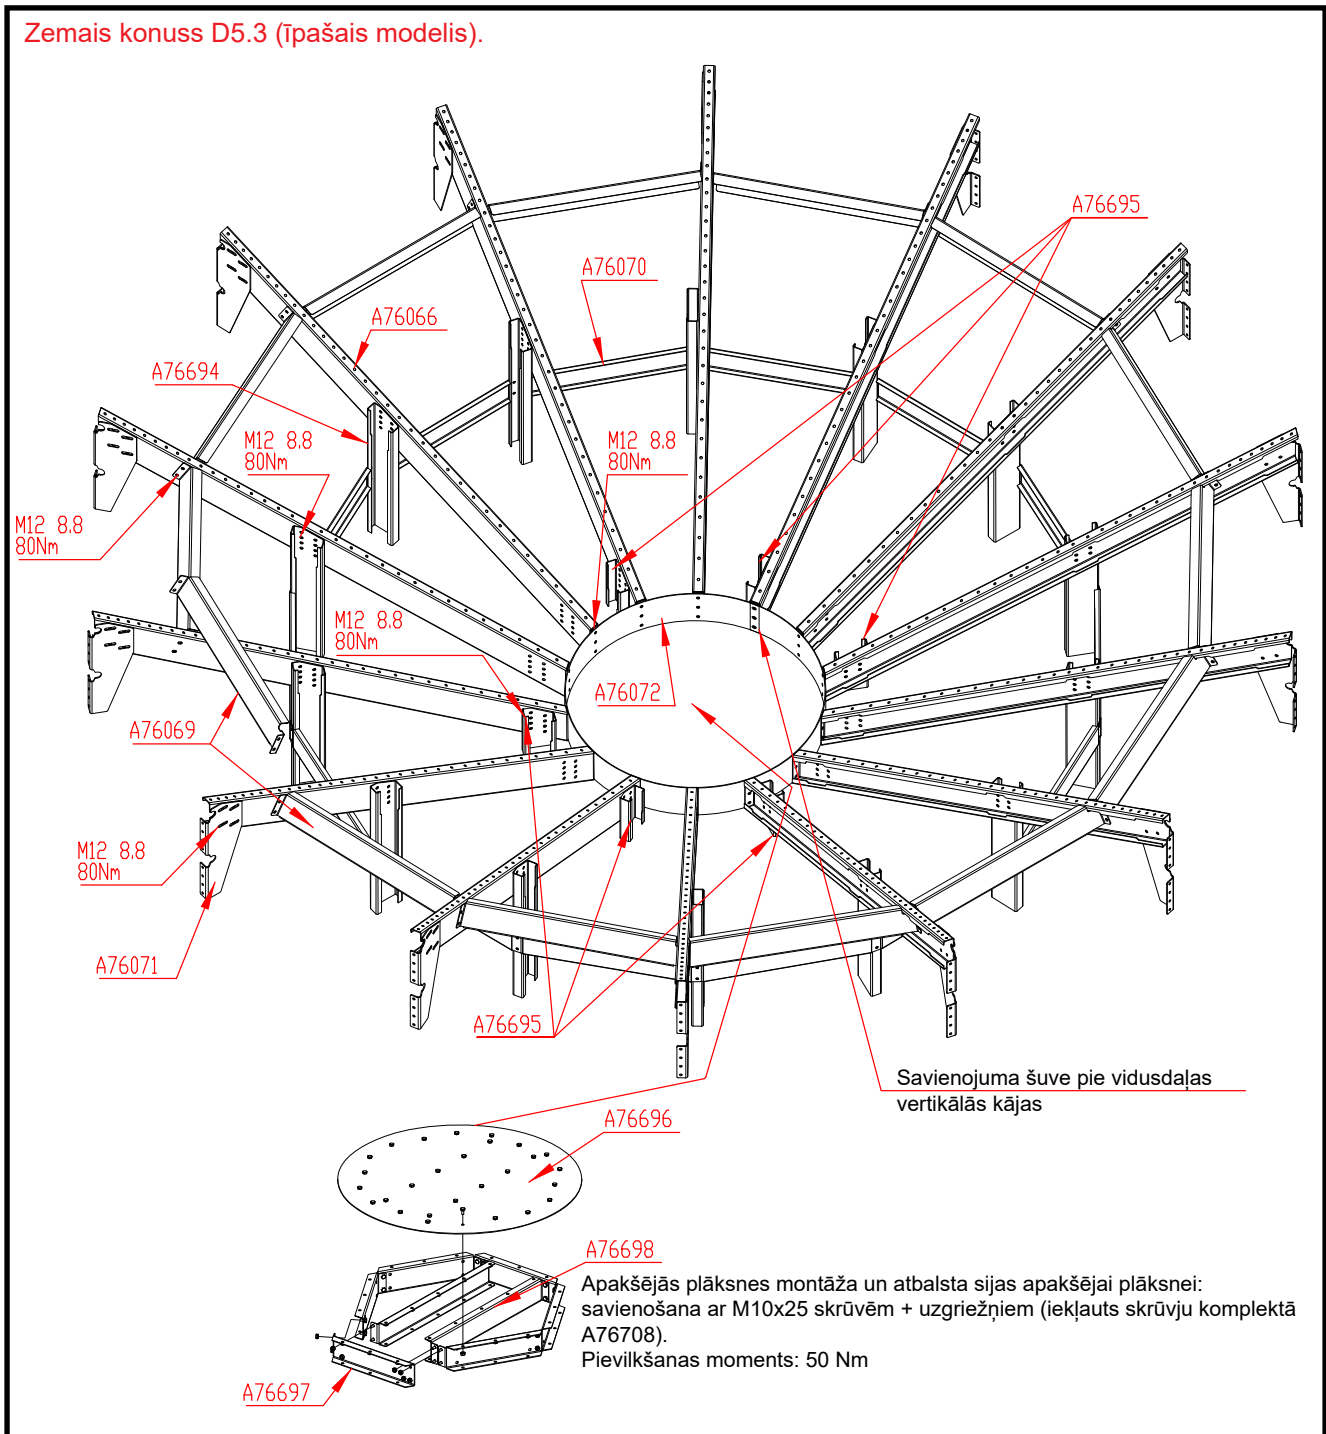 Zemais konuss D5.3 (īpašais modelis).
A76695
A76070
A76066
A76694
M12 8.8
80Nm
M12 8.8
80Nm
M12 8.8
80Nm
M12 8.8
80Nm
A76072
A76069
M12 8.8
80Nm
A76071
A76695
Savienojuma šuve pie vidusdaļas
vertikālās kājas
A76696
A76698
Apakšējās plāksnes montāža un atbalsta sijas apakšējai plāksnei:
savienošana ar M10x25 skrūvēm + uzgriežņiem (iekļauts skrūvju komplektā
A76708).
Pievilkšanas moments: 50 Nm
A76697